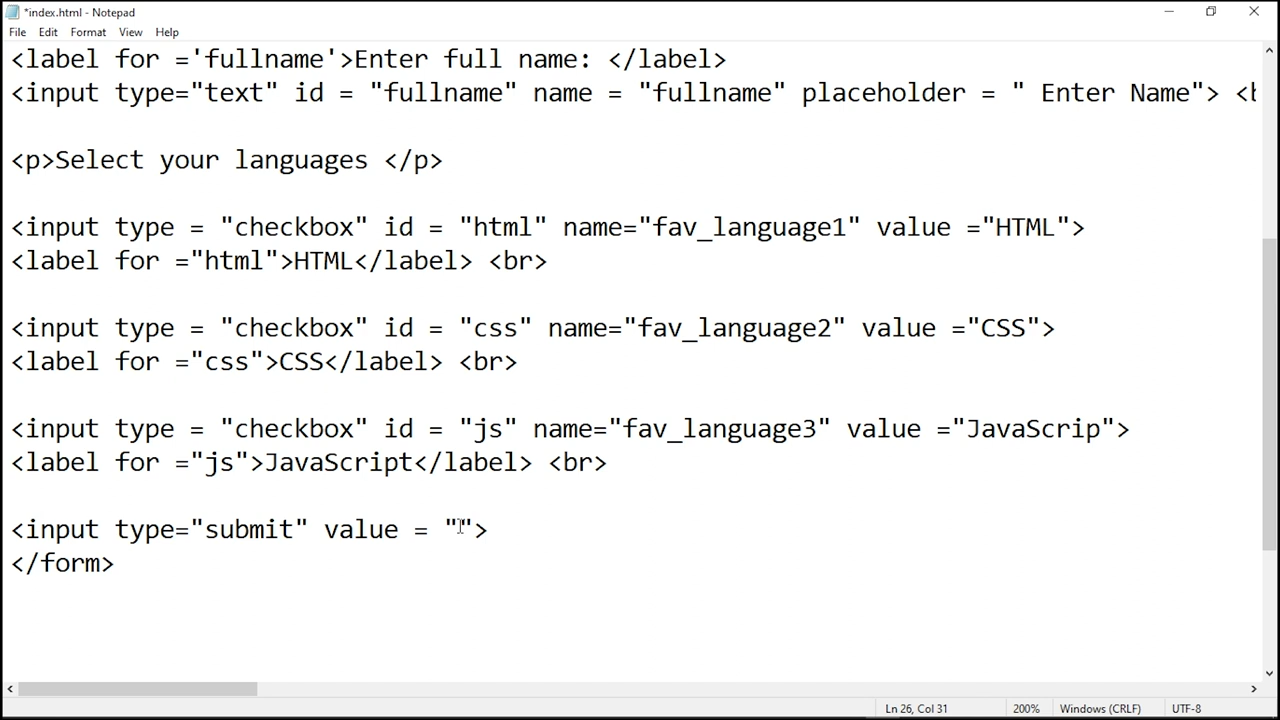 *index.html - Notepad
File Edit Format View Help
<label for ='fullname'>Enter full name: </label>
<input type="text" id = "fullname" name = "fullname" placeholder = " Enter Name"> <b
<p>Select your languages </p>
<input type = "checkbox" id = "html" name="fav_language1" value ="HTML">
<label for ="html">HTML</label> <br>
<input type = "checkbox" id = "css" name="fav_language2" value ="CSS">
<label for ="css">CSS</label> <br>
<input type = "checkbox" id = "js" name="fav_language3" value ="JavaScrip">
<label for ="js">JavaScript</label> <br>
<input type="submit" value = "">
</form>
Ln 26, Col 31 200% Windows (CRLF) UTF-8